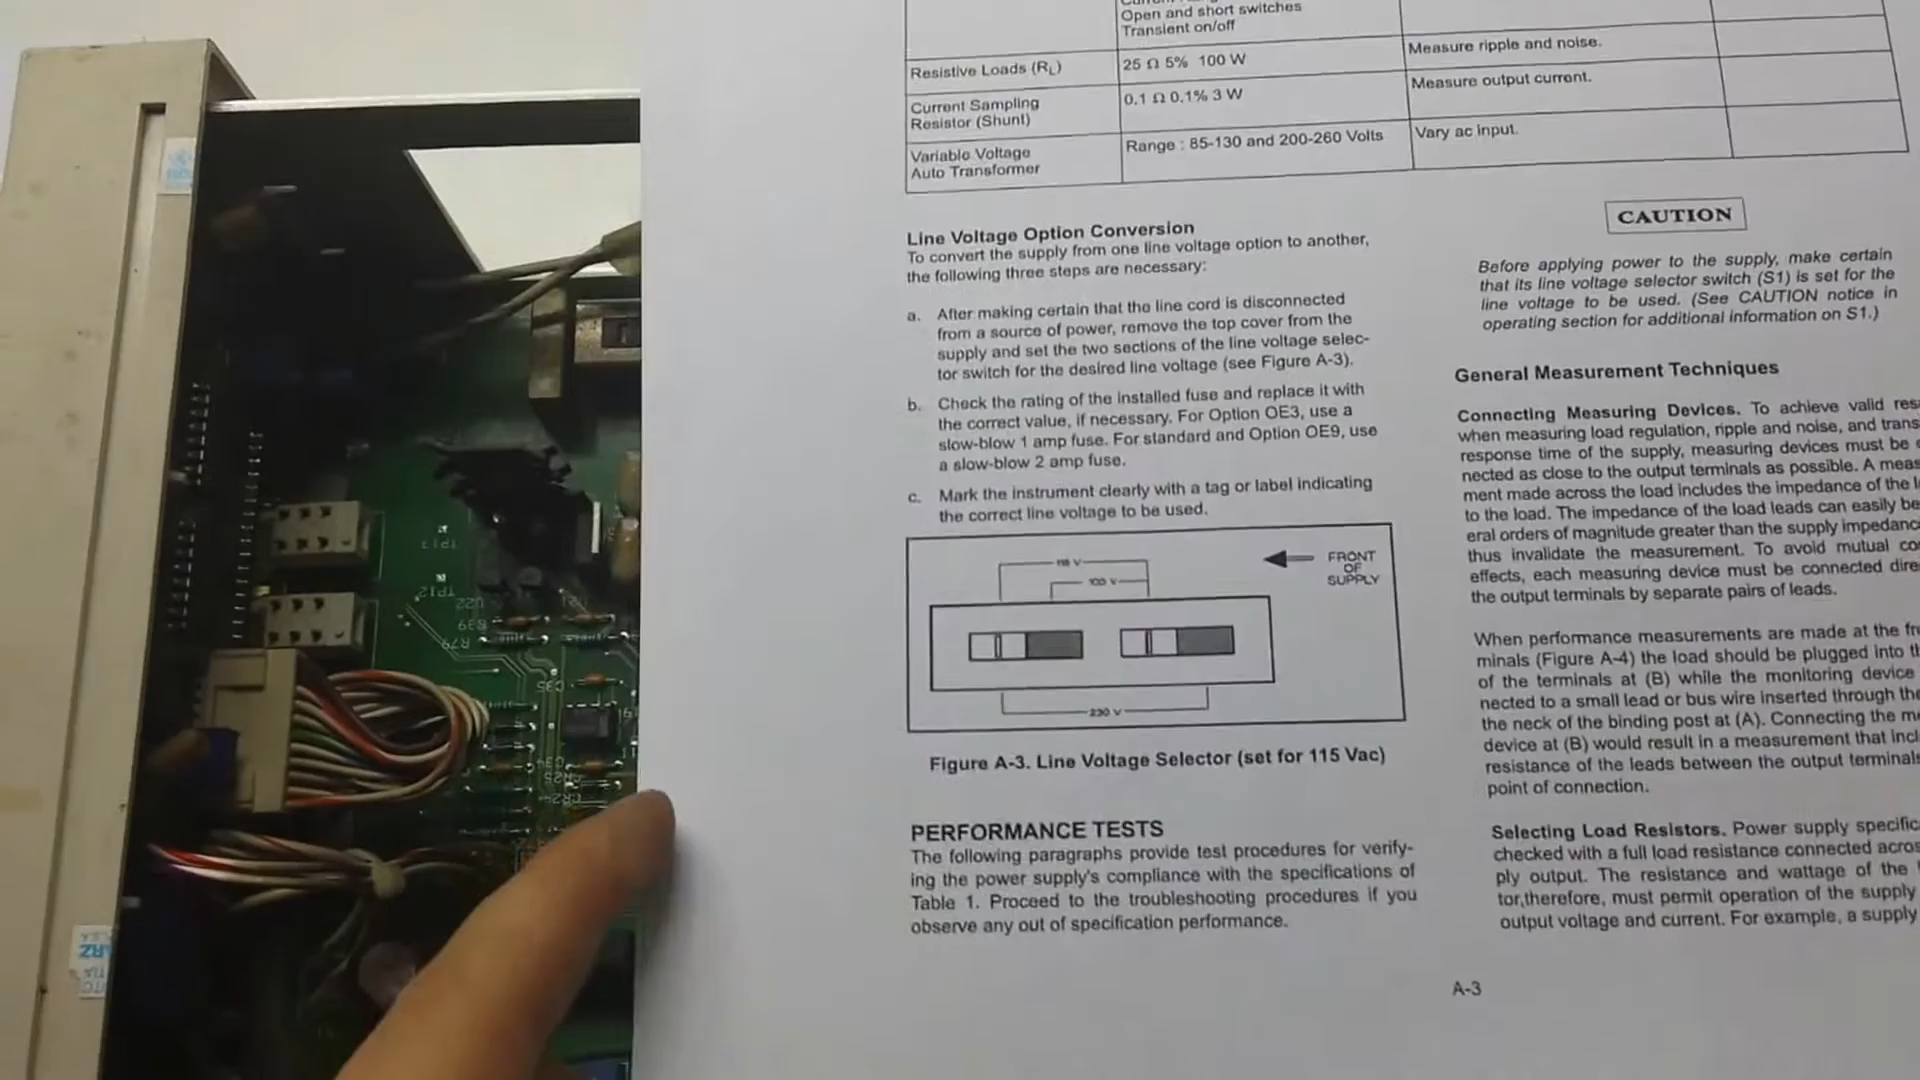 Open and short switches
Transient on/off
Resistive Loads (RL)
25 Ω 5% 100 W
Measure ripple and noise.
Current Sampling
Resistor (Shunt)
0.1 Ω 0.1% 3 W
Measure output current.
Variable Voltage
Auto Transformer
Range : 85-130 and 200-260 Volts
Vary ac input.
Line Voltage Option Conversion
To convert the supply from one line voltage option to another,
the following three steps are necessary:
a. After making certain that the line cord is disconnected
from a source of power, remove the top cover from the
supply and set the two sections of the line voltage selec-
tor switch for the desired line voltage (see Figure A-3).
b. Check the rating of the installed fuse and replace it with
the correct value, if necessary. For Option OE3, use a
slow-blow 1 amp fuse. For standard and Option OE9, use
a slow-blow 2 amp fuse.
c. Mark the instrument clearly with a tag or label indicating
the correct line voltage to be used.
100 V
FRONT
OF
SUPPLY
230 V
Figure A-3. Line Voltage Selector (set for 115 Vac)
PERFORMANCE TESTS
The following paragraphs provide test procedures for verify-
ing the power supply's compliance with the specifications of
Table 1. Proceed to the troubleshooting procedures if you
observe any out of specification performance.
CAUTION
Before applying power to the supply, make certain
that its line voltage selector switch (S1) is set for the
line voltage to be used. (See CAUTION notice in
operating section for additional information on S1.)
General Measurement Techniques
Connecting Measuring Devices. To achieve valid res
when measuring load regulation, ripple and noise, and trans
response time of the supply, measuring devices must be
nected as close to the output terminals as possible. A meas
ment made across the load includes the impedance of the
to the load. The impedance of the load leads can easily be
eral orders of magnitude greater than the supply impedanc
thus invalidate the measurement. To avoid mutual co
effects, each measuring device must be connected dire
the output terminals by separate pairs of leads.
When performance measurements are made at the fr
minals (Figure A-4) the load should be plugged into t
of the terminals at (B) while the monitoring device
nected to a small lead or bus wire inserted through the
the neck of the binding post at (A). Connecting the m
device at (B) would result in a measurement that incl
resistance of the leads between the output terminals
point of connection.
Selecting Load Resistors. Power supply specific
checked with a full load resistance connected acros
ply output. The resistance and wattage of the
tor,therefore, must permit operation of the supply
output voltage and current. For example, a supply
A-3
TP13
TP12
U22
R39
R79
C35